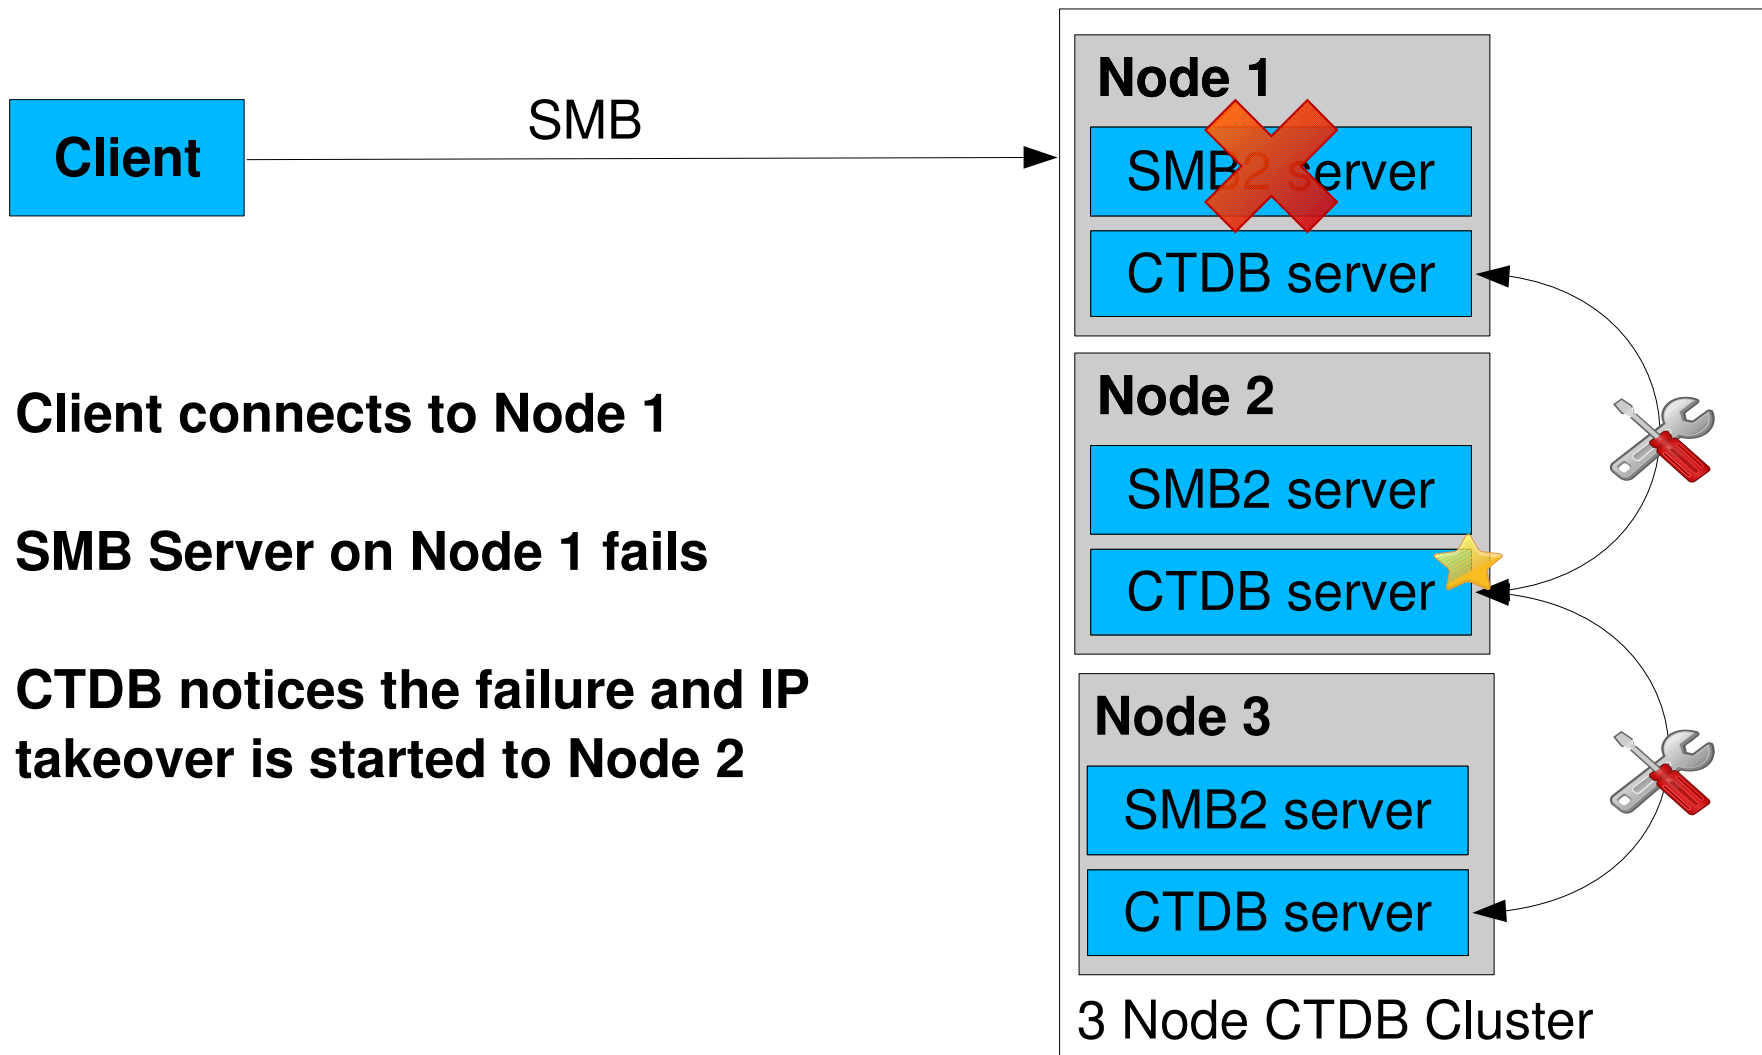 Client
SMB
Node 1
SMB2 server
CTDB server
Client connects to Node 1
Node 2
SMB2 server
SMB Server on Node 1 fails
CTDB server
CTDB notices the failure and IP
takeover is started to Node 2
Node 3
SMB2 server
CTDB server
3 Node CTDB Cluster